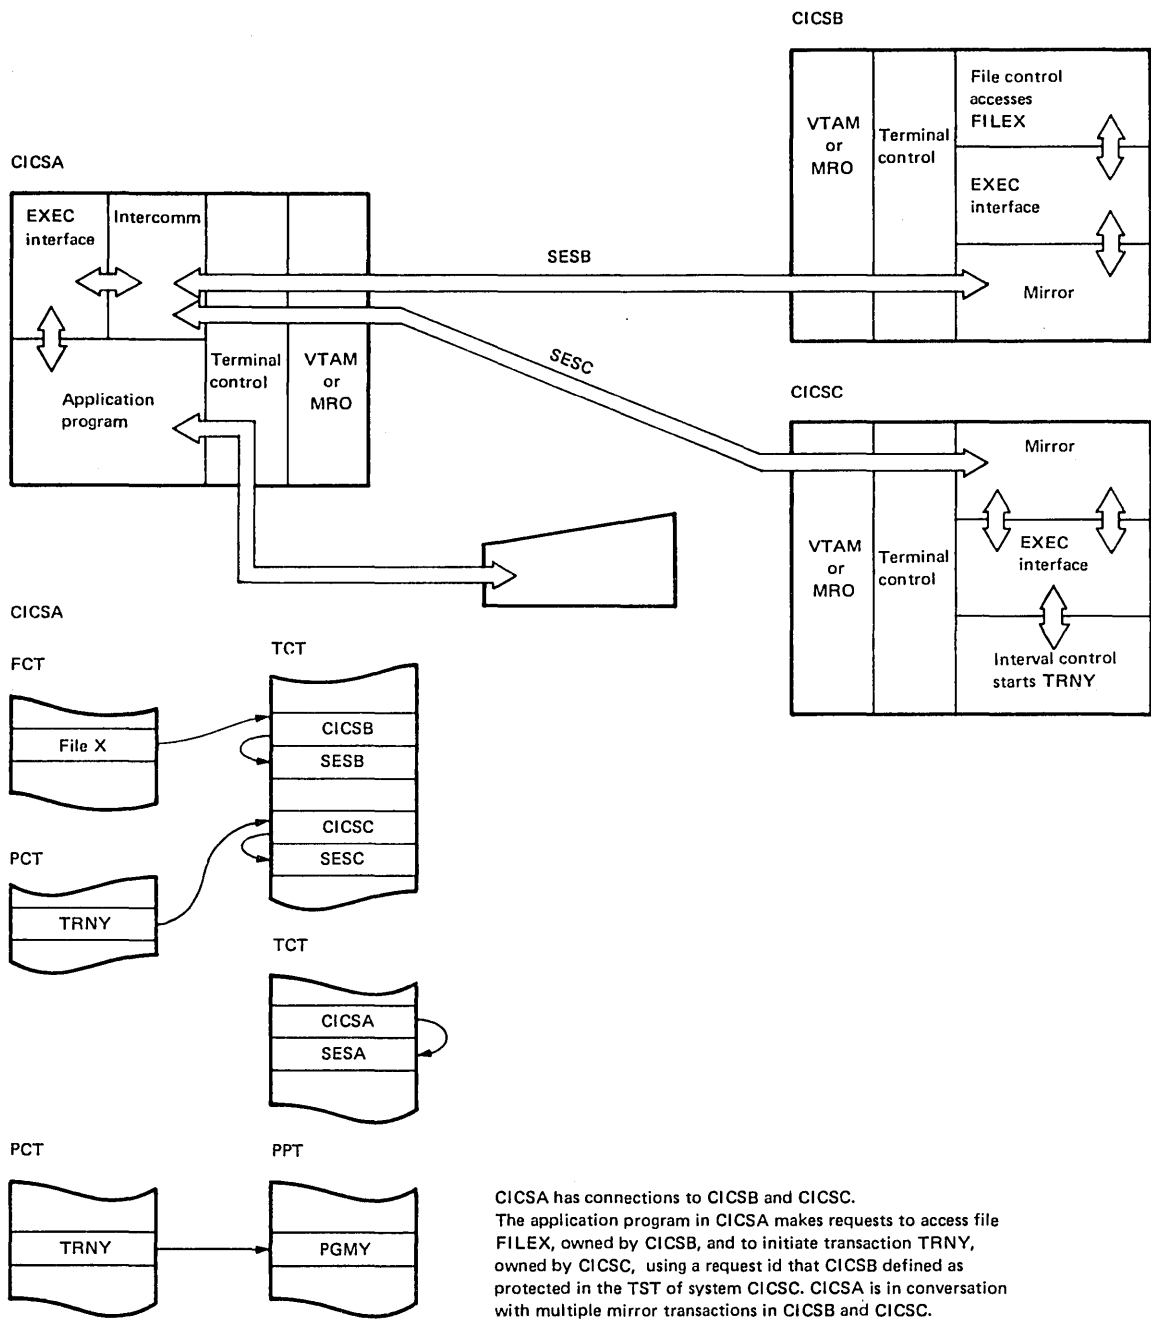 CICSB
File control
accesses
FILEX
VTAM
or
MRO
Terminal
control
EXEC
interface
Mirror
CICSA
EXEC
interface
Intercomm
SESB
SESC
Terminal
control
VTAM
or
MRO
Application
program
CICSC
Mirror
VTAM
or
MRO
Terminal
control
EXEC
interface
Interval control
starts TRNY
CICSA
FCT
File X
TCT
CICSB
SESB
CICSC
SESC
PCT
TRNY
TCT
CICSA
SESA
PCT
TRNY
PPT
PGMY
CICSA has connections to CICSB and CICSC.
The application program in CICSA makes requests to access file
FILEX, owned by CICSB, and to initiate transaction TRNY,
owned by CICSC, using a request id that CICSB defined as
protected in the TST of system CICSC. CICSA is in conversation
with multiple mirror transactions in CICSB and CICSC.